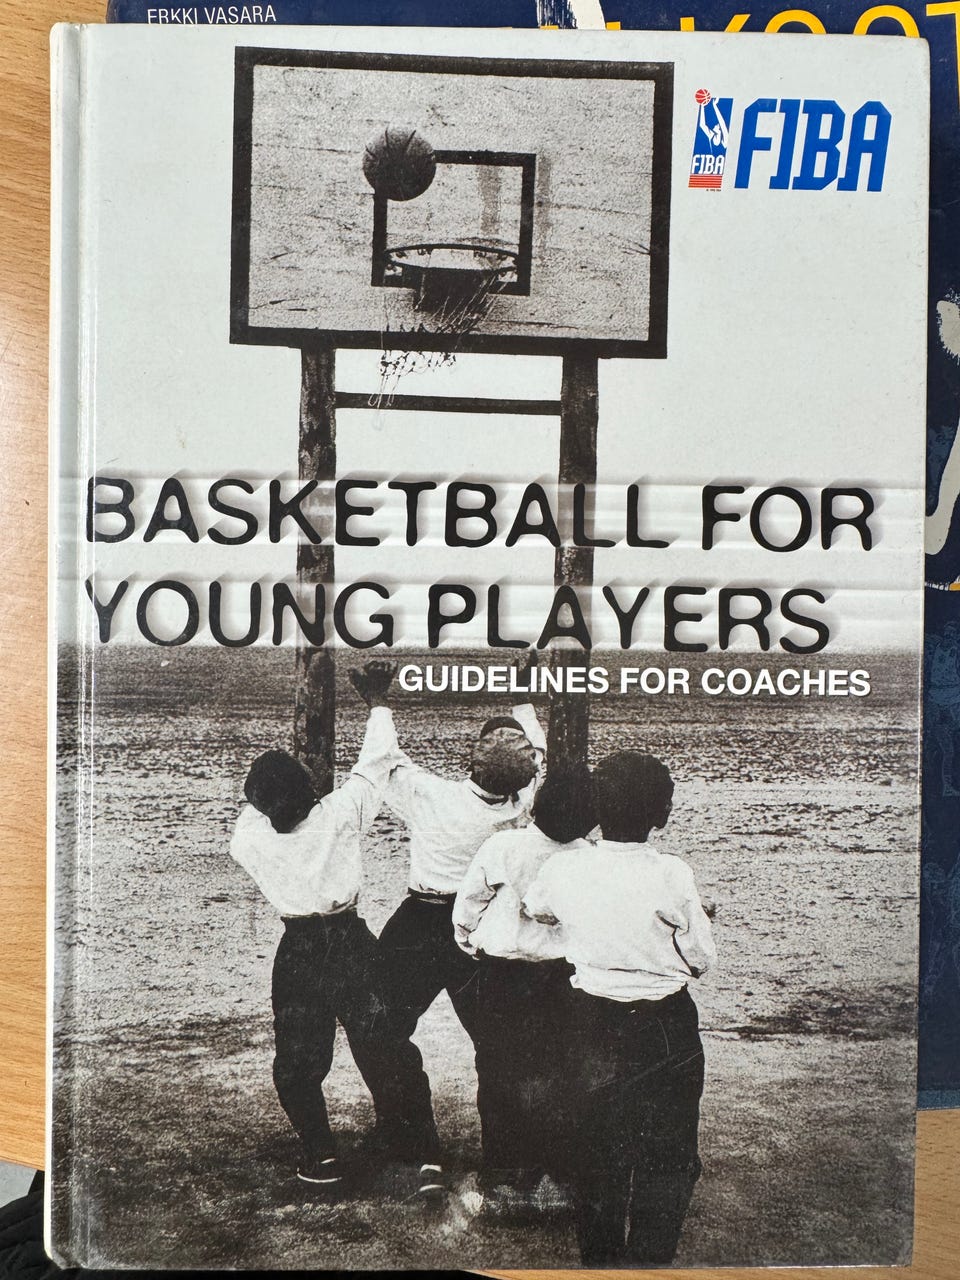 ERKKI VASARA
FIBA
FIBA
BASKETBALL FOR
YOUNG PLAYERS
GUIDELINES FOR COACHES